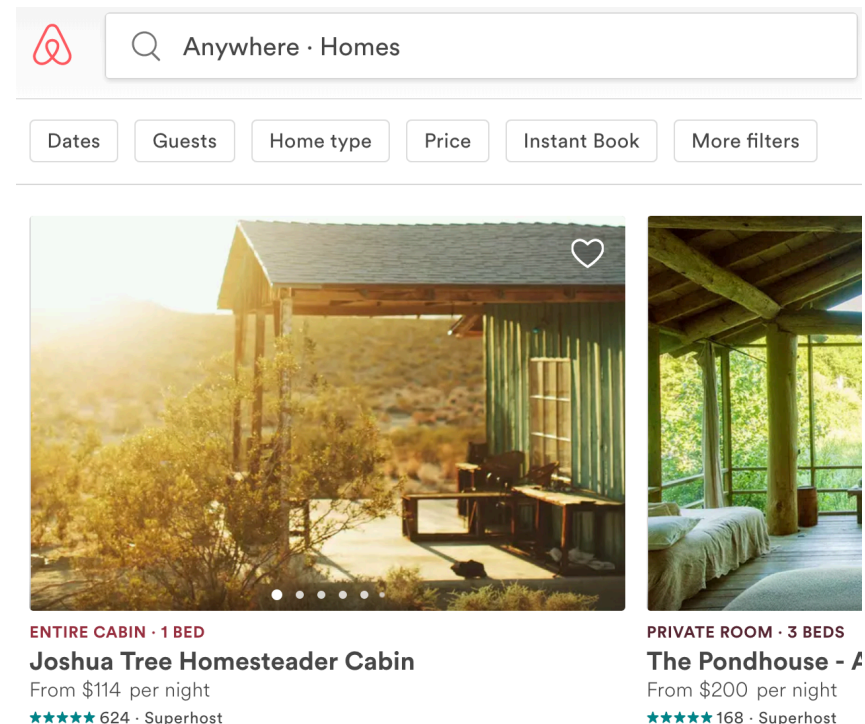 Anywhere · Homes
Dates
Guests
Home type
Price
Instant Book
More filters
ENTIRE CABIN · 1 BED
Joshua Tree Homesteader Cabin
From $114 per night
★★★★★ 624 · Superhost
PRIVATE ROOM · 3 BEDS
The Pondhouse - A
From $200 per night
★★★★★ 168 · Superhost